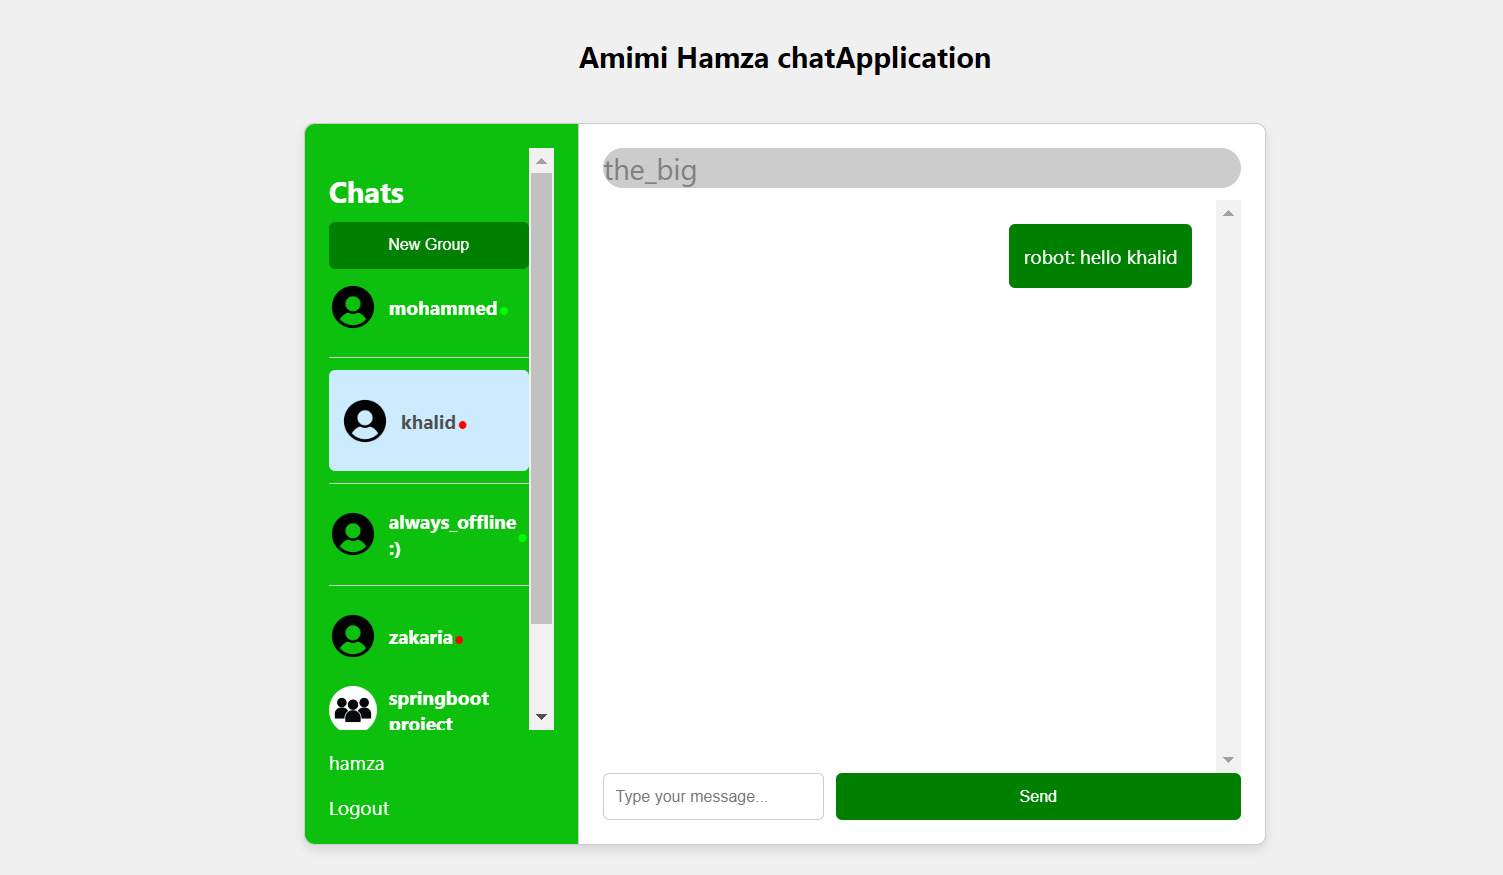 Amimi Hamza chatApplication
Chats
New Group
mohammed
khalid
always_offline
:)
zakaria
springboot
project
hamza
Logout
the_big
robot: hello khalid
Type your message...
Send